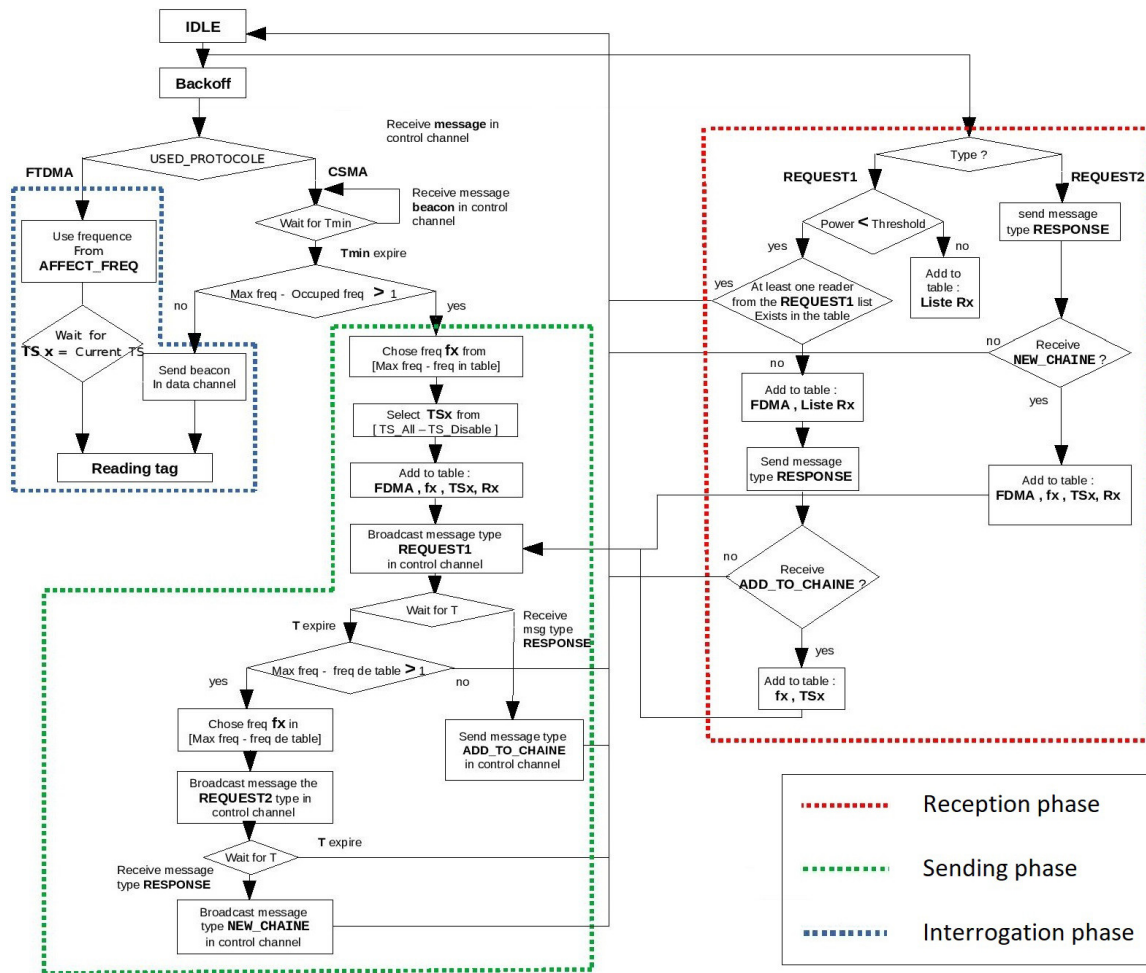 IDLE
Backoff
Receive message in
control channel
USED_PROTOCOLE
FTDMA
CSMA
Receive message
beacon in control
channel
Wait for Tmin
Use frequence
From
AFFECT_FREQ
Tmin expire
Max freq - Occuped freq > 1
no
yes
Wait for
TS x = Current TS
Send beacon
In data channel
Reading tag
Chose freq fx from
[Max freq - freq in table]
Select TSx from
[ TS_All – TS_Disable ]
Add to table :
FDMA , fx , TSx, Rx
Broadcast message type
REQUEST1
in control channel
Wait for T
T expire
Receive
msg type
RESPONSE
Max freq - freq de table > 1
yes
no
Chose freq fx in
[Max freq - freq de table]
Send message type
ADD_TO_CHAINE
in control channel
Broadcast message the
REQUEST2 type in
control channel
Wait for T
T expire
Receive message
type RESPONSE
Broadcast message
type NEW_CHAINE
in control channel
Type ?
REQUEST1
REQUEST2
Power < Threshold
send message
type RESPONSE
yes
no
Add to
table :
Liste Rx
yes
At least one reader
from the REQUEST1 list
Exists in the table
no
Receive
NEW_CHAINE ?
no
yes
Add to table :
FDMA , Liste Rx
Send message
type RESPONSE
Add to table :
FDMA , fx , TSx, Rx
no
Receive
ADD_TO_CHAINE ?
yes
Add to table :
fx , TSx
Reception phase
Sending phase
Interrogation phase